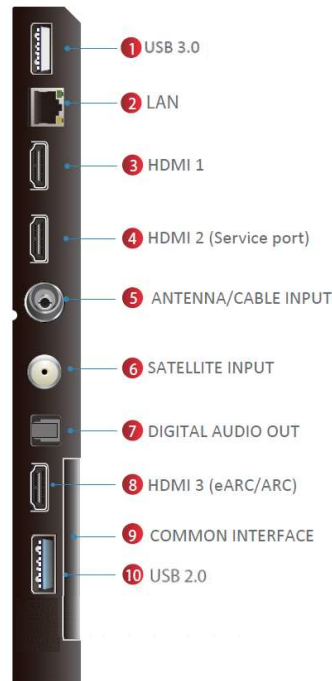 1 USB 3.0
2 LAN
3 HDMI 1
4 HDMI 2 (Service port)
5 ANTENNA/CABLE INPUT
6 SATELLITE INPUT
7 DIGITAL AUDIO OUT
8 HDMI 3 (eARC/ARC)
9 COMMON INTERFACE
10 USB 2.0